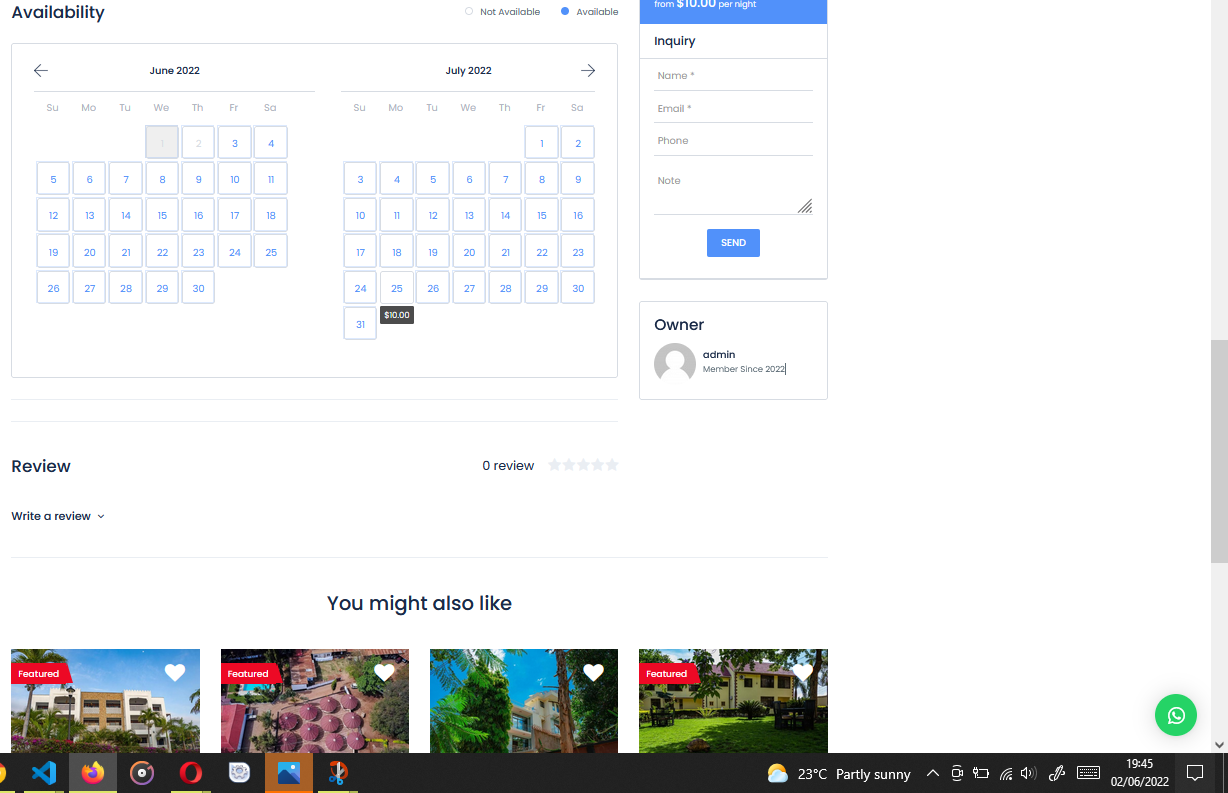 Availability
Not Available
Available
June 2022
Su Mo Tu We Th Fr Sa
1 2 3 4
5 6 7 8 9 10 11
12 13 14 15 16 17 18
19 20 21 22 23 24 25
26 27 28 29 30
July 2022
Su Mo Tu We Th Fr Sa
1 2
3 4 5 6 7 8 9
10 11 12 13 14 15 16
17 18 19 20 21 22 23
24 25 26 27 28 29 30
31
$10.00
from $10.00 per night
Inquiry
Name *
Email *
Phone
Note
SEND
Owner
admin
Member Since 2022
Review
0 review
Write a review
You might also like
Featured
Featured
Featured
23°C Partly sunny
19:45
02/06/2022